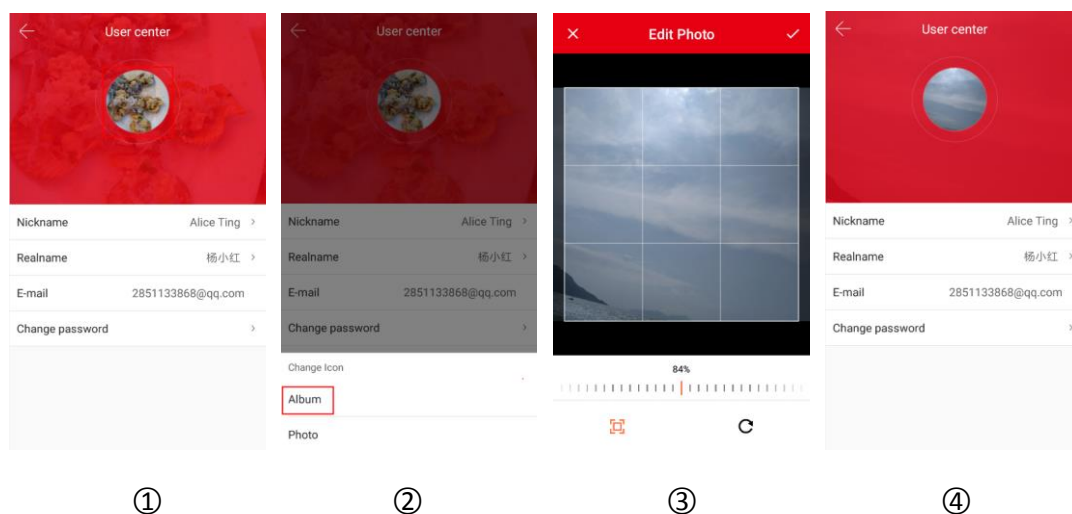 User center
Nickname Alice Ting
Realname 杨小红
E-mail 2851133868@qq.com
Change password
①
User center
Nickname Alice Ting
Realname 杨小红
E-mail 2851133868@qq.com
Change password
Change Icon
Album
Photo
②
Edit Photo
84%
③
User center
Nickname Alice Ting
Realname 杨小红
E-mail 2851133868@qq.com
Change password
④